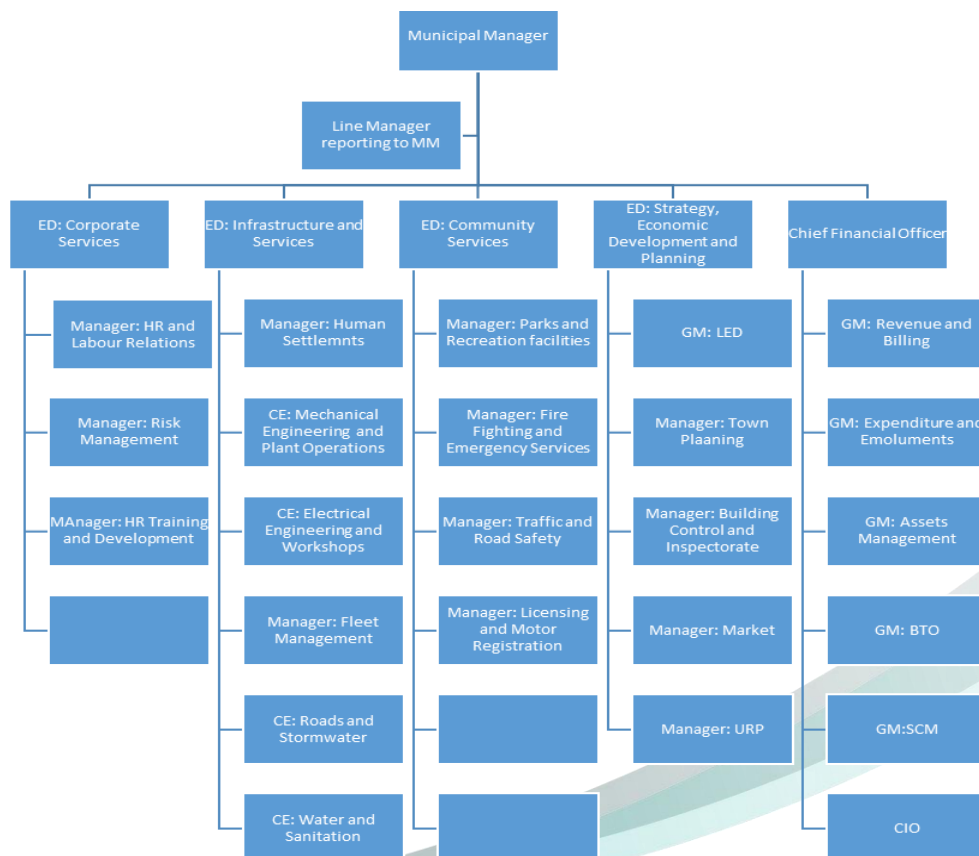 Municipal Manager
Line Manager
reporting to MM
ED: Corporate
Services
ED: Infrastructure and
Services
ED: Community
Services
ED: Strategy,
Economic
Development and
Planning
Chief Financial Officer
Manager: HR and
Labour Relations
Manager: Risk
Management
MAnager: HR Training
and Development
Manager: Human
Settlemnts
CE: Mechanical
Engineering and
Plant Operations
CE: Electrical
Engineering and
Workshops
Manager: Fleet
Management
CE: Roads and
Stormwater
CE: Water and
Sanitation
Manager: Parks and
Recreation facilities
Manager: Fire
Fighting and
Emergency Services
Manager: Traffic and
Road Safety
Manager: Licensing
and Motor
Registration
GM: LED
Manager: Town
Plaaning
Manager: Building
Control and
Inspectorate
Manager: Market
Manager: URP
GM: Revenue and
Billing
GM: Expenditure and
Emoluments
GM: Assets
Management
GM: BTO
GM:SCM
CIO